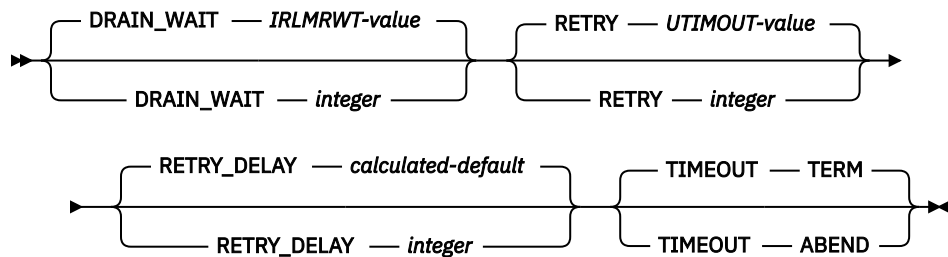 DRAIN_WAIT IRLMRWT-value RETRY UTIMOUT-value
DRAIN_WAIT integer RETRY integer
RETRY_DELAY calculated-default TIMEOUT TERM
RETRY_DELAY integer TIMEOUT ABEND